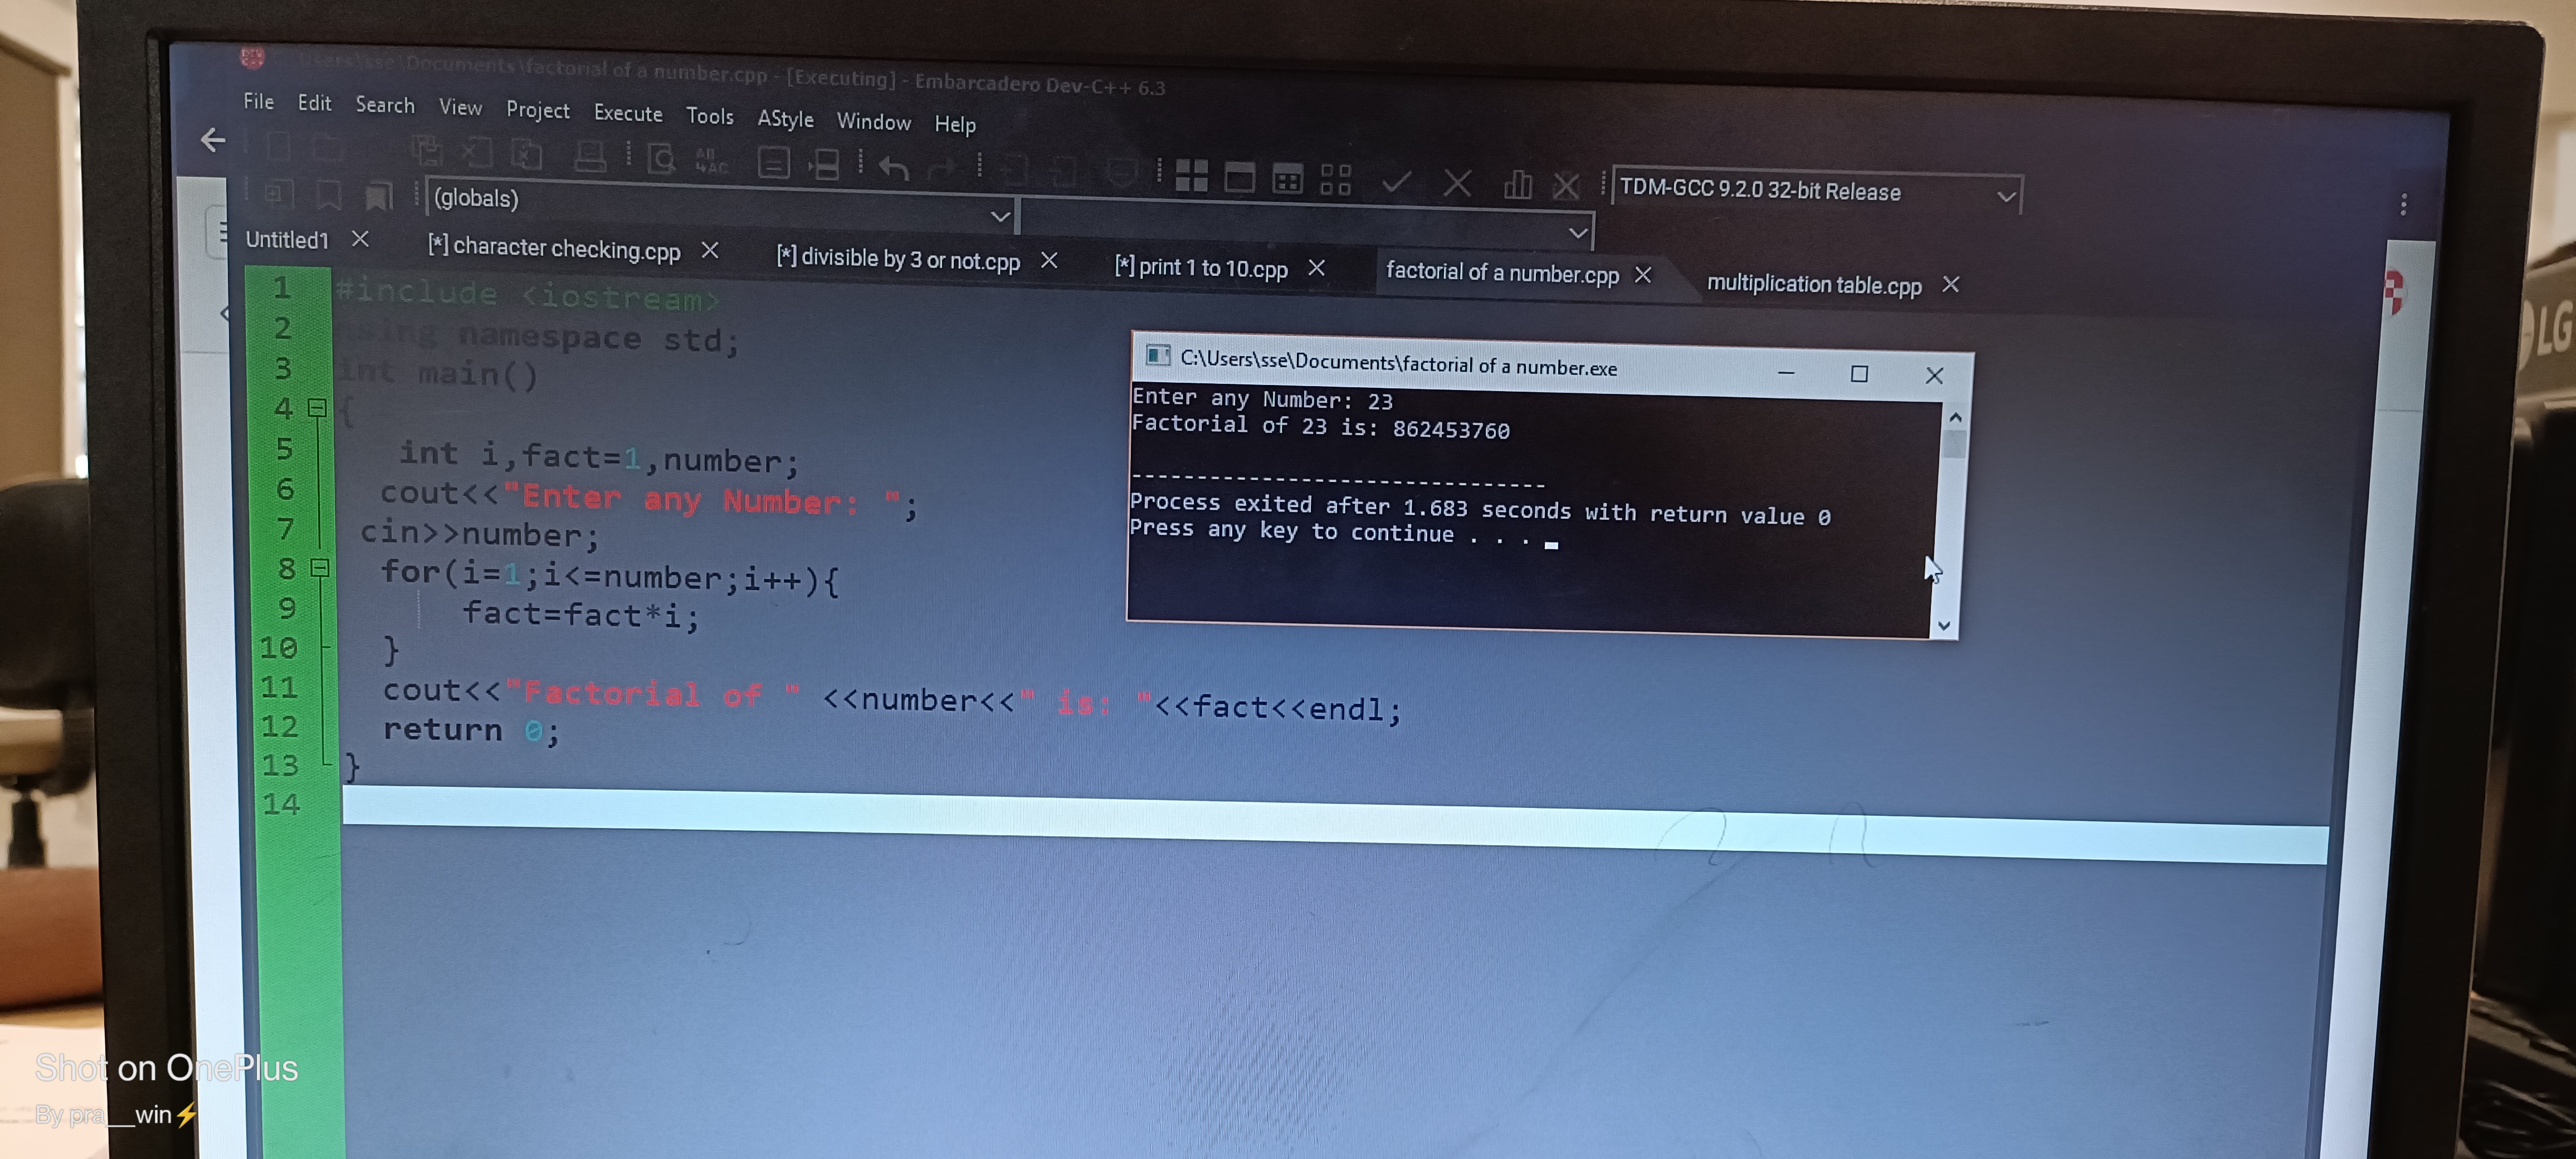 Users\sse\Documents\factorial of a number.cpp - [Executing] - Embarcadero Dev-C++ 6.3
File Edit Search View Project Execute Tools AStyle Window Help
TDM-GCC 9.2.0 32-bit Release
(globals)
Untitled1 [*] character checking.cpp [*] divisible by 3 or not.cpp [*] print 1 to 10.cpp factorial of a number.cpp multiplication table.cpp
1 #include <iostream>
2 using namespace std;
3 int main()
4 {
5 int i,fact=1,number;
6 cout<<"Enter any Number: ";
7 cin>>number;
8 for(i=1;i<=number;i++){
9 fact=fact*i;
10 }
11 cout<<"Factorial of " <<number<<" is: "<<fact<<endl;
12 return 0;
13 }
14
C:\Users\sse\Documents\factorial of a number.exe
Enter any Number: 23
Factorial of 23 is: 862453760
--------------------------------
Process exited after 1.683 seconds with return value 0
Press any key to continue . . .
LG
Shot on OnePlus
By pra__win⚡